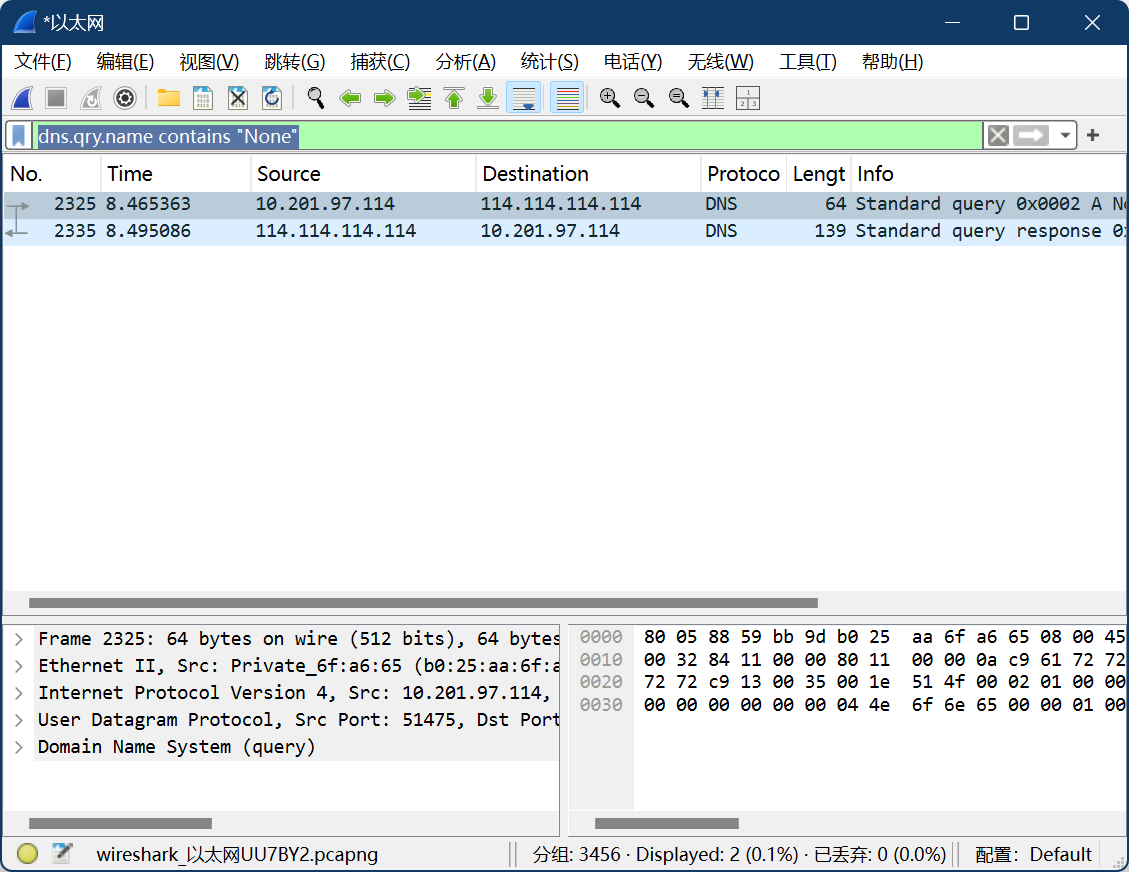 *以太网
文件(F) 编辑(E) 视图(V) 跳转(G) 捕获(C) 分析(A) 统计(S) 电话(Y) 无线(W) 工具(T) 帮助(H)
dns.qry.name contains "None"
No. Time Source Destination Protoco Lengt Info
2325 8.465363 10.201.97.114 114.114.114.114 DNS 64 Standard query 0x0002 A No
2335 8.495086 114.114.114.114 10.201.97.114 DNS 139 Standard query response 0x
Frame 2325: 64 bytes on wire (512 bits), 64 bytes
Ethernet II, Src: Private_6f:a6:65 (b0:25:aa:6f:a
Internet Protocol Version 4, Src: 10.201.97.114,
User Datagram Protocol, Src Port: 51475, Dst Port
Domain Name System (query)
0000 80 05 88 59 bb 9d b0 25 aa 6f a6 65 08 00 45
0010 00 32 84 11 00 00 80 11 00 00 0a c9 61 72 72
0020 72 72 c9 13 00 35 00 1e 51 4f 00 02 01 00 00
0030 00 00 00 00 00 00 04 4e 6f 6e 65 00 00 01 00
wireshark_以太网UU7BY2.pcapng 分组: 3456 · Displayed: 2 (0.1%) · 已丢弃: 0 (0.0%) 配置: Default